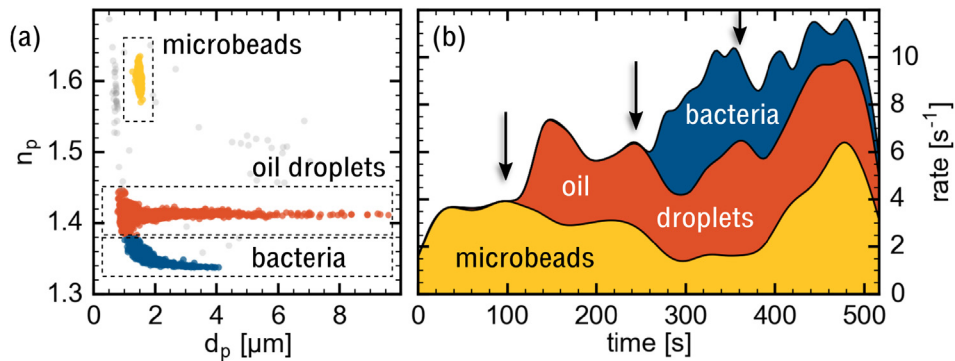 (a)
microbeads
oil droplets
bacteria
n_p
1.6
1.5
1.4
1.3
0
2
4
6
8
d_p [μm]
(b)
bacteria
oil
droplets
microbeads
0
100
200
300
400
500
time [s]
10
8
6
4
2
0
rate [s⁻¹]